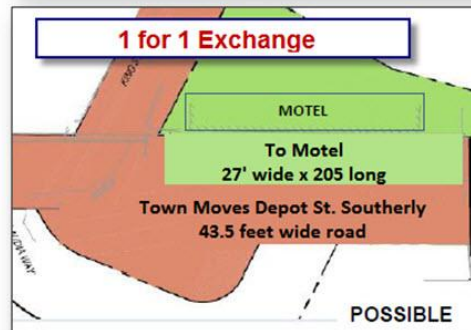 1 for 1 Exchange
KING S
MOTEL
To Motel
27' wide x 205 long
Town Moves Depot St. Southerly
43.5 feet wide road
POSSIBLE